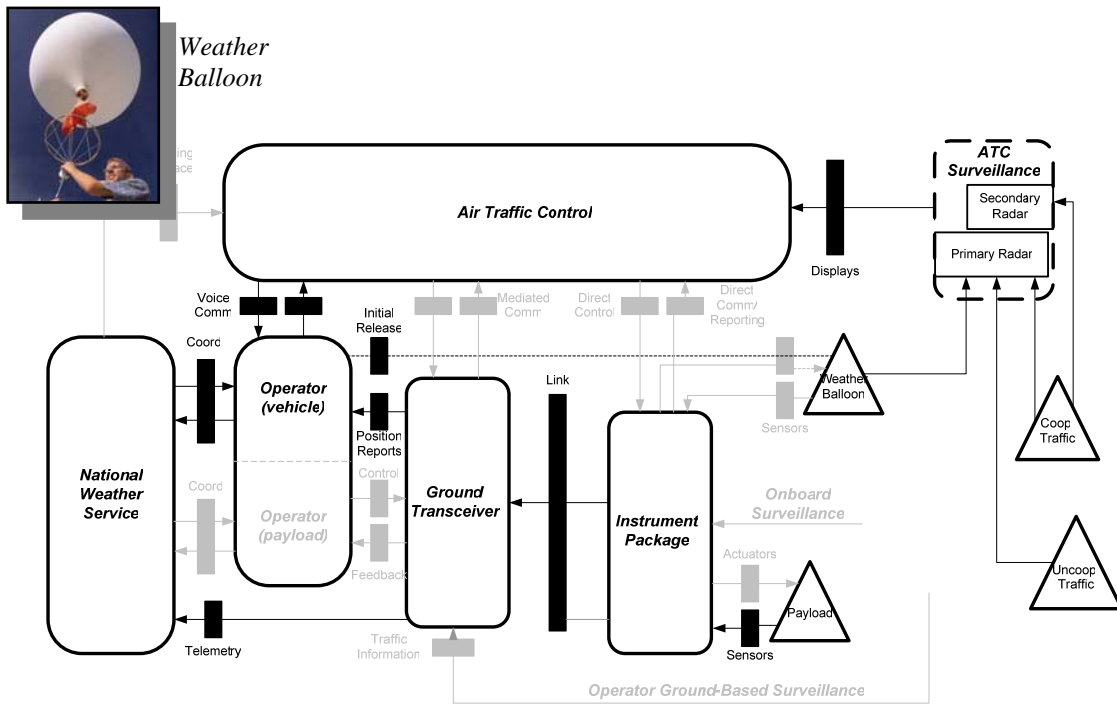 Weather
Balloon
ATC
Surveillance
Secondary
Radar
Primary Radar
Air Traffic Control
Displays
Voice
Comm
Initial
Release
Mediated
Comm
Direct
Control
Direct
Comm/
Reporting
Coord
Operator
(vehicle)
Link
Weather
Balloon
Sensors
Coop
Traffic
Position
Reports
National
Weather
Service
Coord
Operator
(payload)
Control
Feedback
Ground
Transceiver
Instrument
Package
Onboard
Surveillance
Actuators
Payload
Sensors
Uncoop
Traffic
Telemetry
Traffic
Information
Operator Ground-Based Surveillance